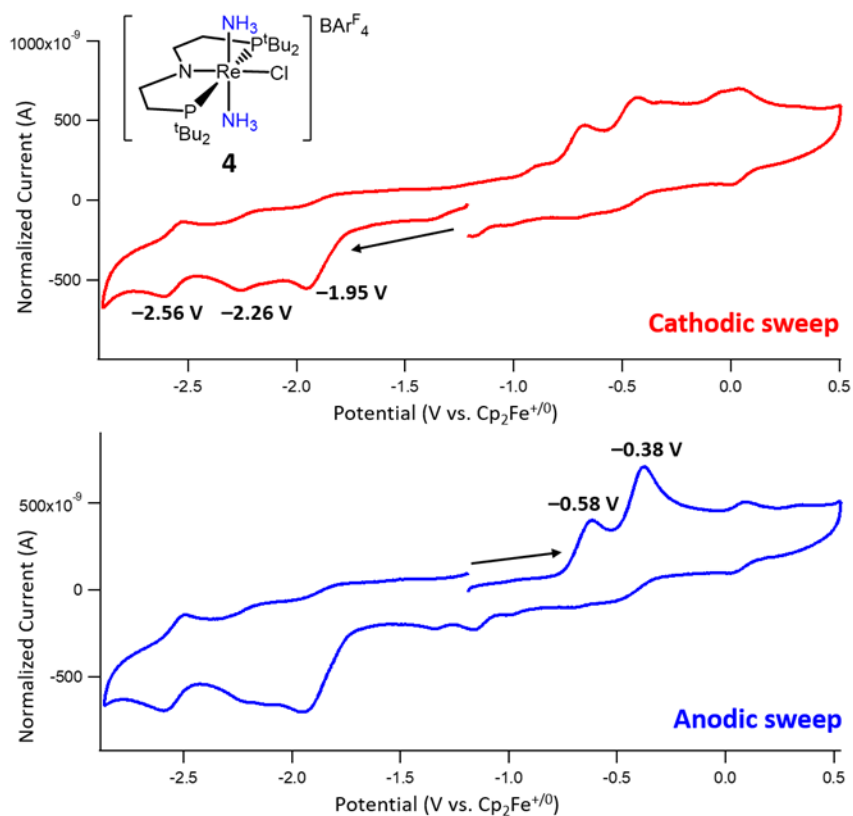 NH3
BArF4
PtBu2
N
Re
Cl
P
tBu2
NH3
4
1000x10-9
500
0
-500
Normalized Current (A)
−2.56 V
−2.26 V
−1.95 V
Cathodic sweep
-2.5
-2.0
-1.5
-1.0
-0.5
0.0
0.5
Potential (V vs. Cp2Fe+/0)
−0.38 V
−0.58 V
500x10-9
0
-500
Normalized Current (A)
Anodic sweep
-2.5
-2.0
-1.5
-1.0
-0.5
0.0
0.5
Potential (V vs. Cp2Fe+/0)